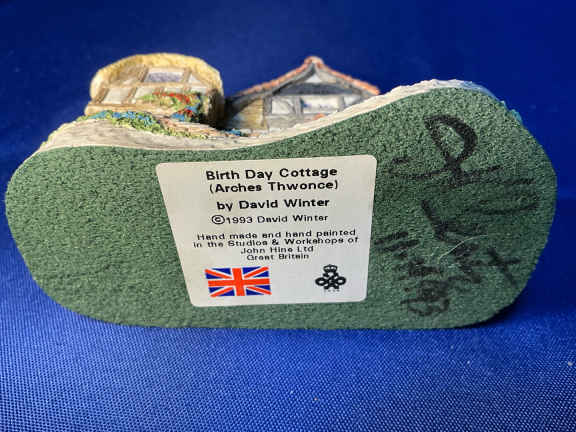 Birth Day Cottage
(Arches Thwonce)
by David Winter
©1993 David Winter
Hand made and hand painted
in the Studios & Workshops of
John Hine Ltd
Great Britain